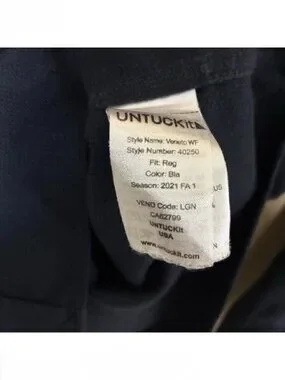 UNTUCKit
Style Name: Veneto WF
Style Number: 40250
Fit: Reg
Color: Bla
Season: 2021 FA 1
VEND Code: LGN
CA62799
UNTUCKit
USA
www.untuckit.com
US
N